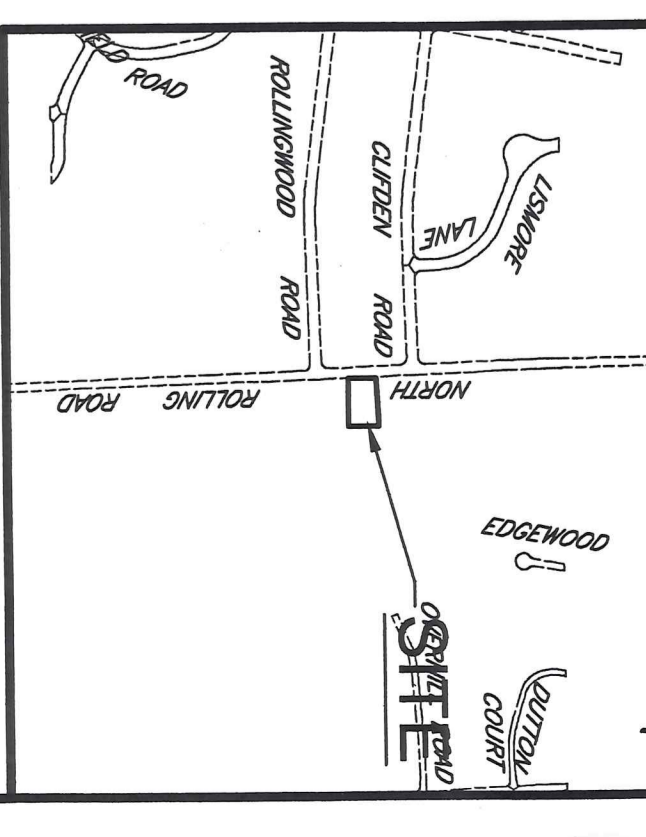 ROAD
ROLLINGWOOD
ROAD
CLIFDEN
ROAD
LISMORE
LANE
NORTH
ROLLING
ROAD
EDGEWOOD
SITE
ROAD
DUTTON
COURT